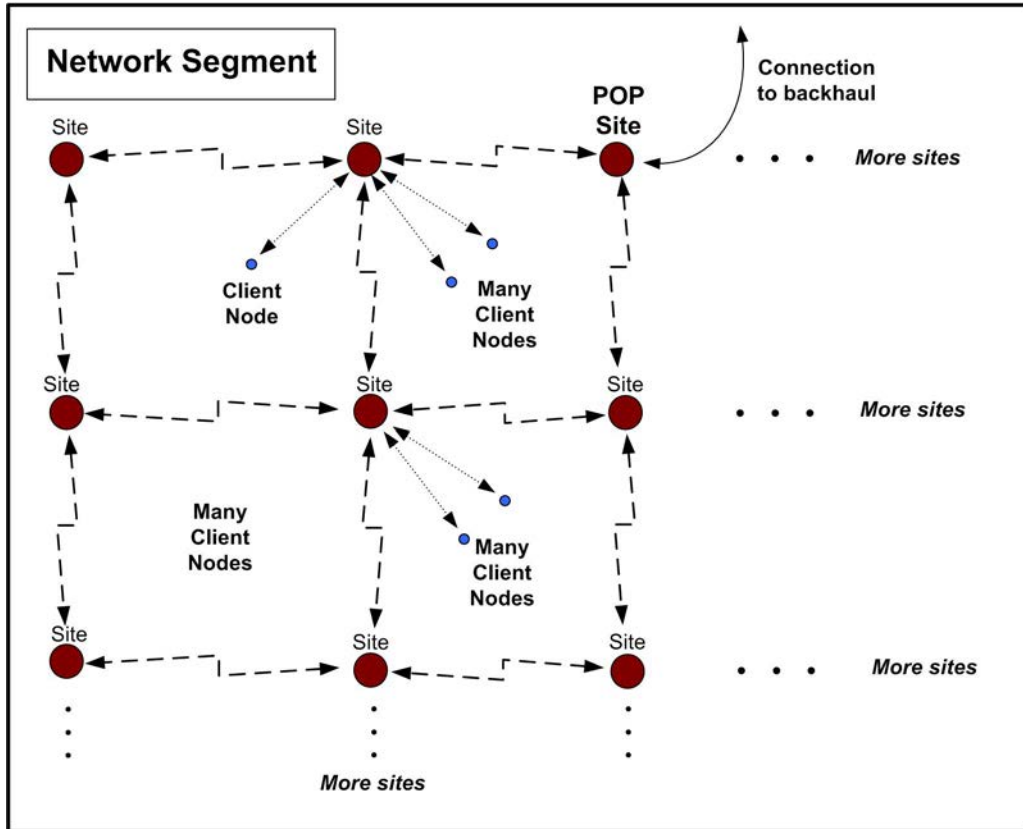 Network Segment
Connection
to backhaul
POP
Site
Site
Site
More sites
Client
Node
Many
Client
Nodes
Site
Site
Site
More sites
Many
Client
Nodes
Many
Client
Nodes
Site
Site
Site
More sites
More sites